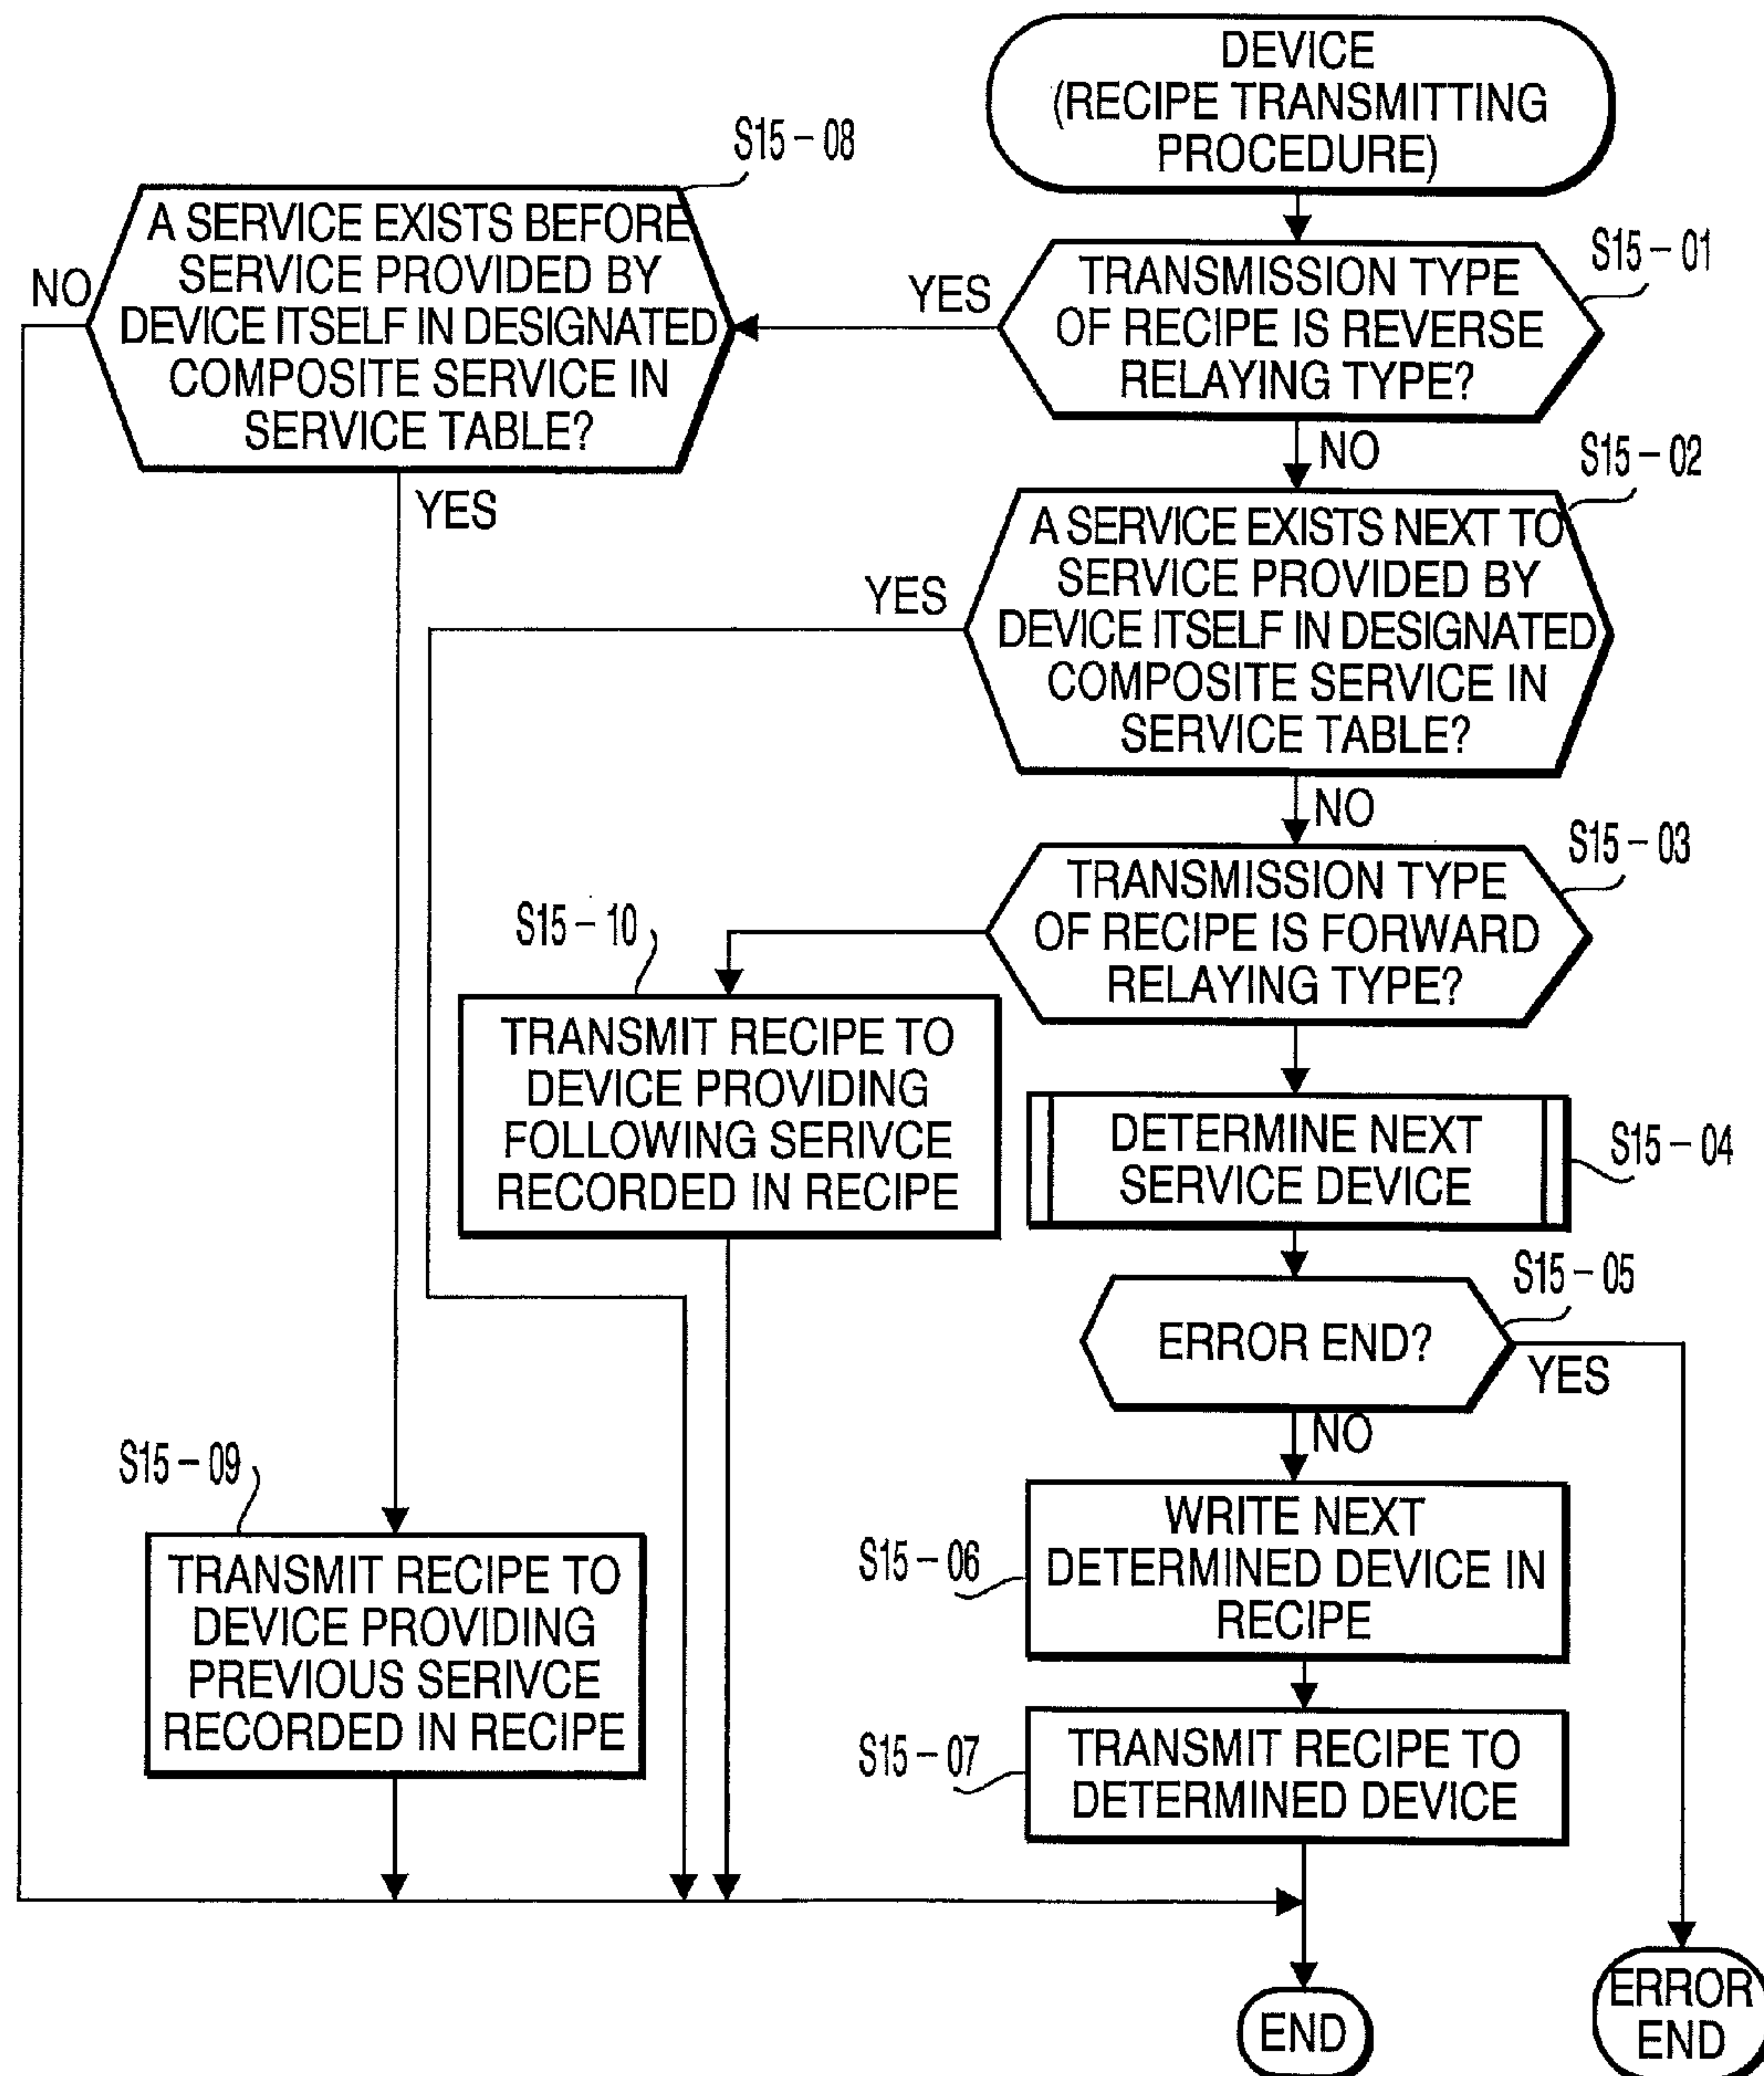 DEVICE
(RECIPE TRANSMITTING
PROCEDURE)
S15-01
TRANSMISSION TYPE
OF RECIPE IS REVERSE
RELAYING TYPE?
YES
NO
S15-08
A SERVICE EXISTS BEFORE
SERVICE PROVIDED BY
DEVICE ITSELF IN DESIGNATED
COMPOSITE SERVICE IN
SERVICE TABLE?
NO
YES
S15-02
A SERVICE EXISTS NEXT TO
SERVICE PROVIDED BY
DEVICE ITSELF IN DESIGNATED
COMPOSITE SERVICE IN
SERVICE TABLE?
YES
NO
S15-03
TRANSMISSION TYPE
OF RECIPE IS FORWARD
RELAYING TYPE?
S15-10
TRANSMIT RECIPE TO
DEVICE PROVIDING
FOLLOWING SERIVCE
RECORDED IN RECIPE
DETERMINE NEXT
SERVICE DEVICE
S15-04
S15-05
ERROR END?
YES
NO
S15-09
TRANSMIT RECIPE TO
DEVICE PROVIDING
PREVIOUS SERIVCE
RECORDED IN RECIPE
S15-06
WRITE NEXT
DETERMINED DEVICE IN
RECIPE
S15-07
TRANSMIT RECIPE TO
DETERMINED DEVICE
END
ERROR
END